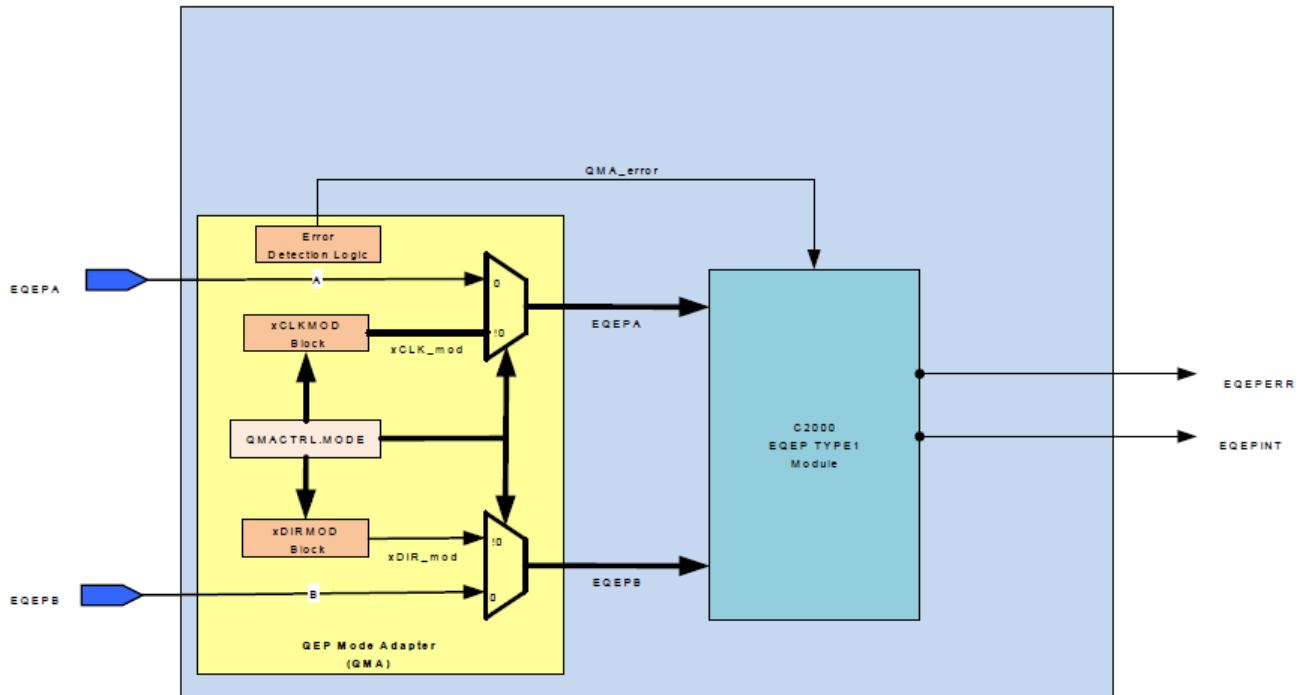 QMA_error
Error
Detection Logic
EQEPA
A
0
xCLKMOD
Block
!0
xCLK_mod
EQEPA
QMACTRL.MODE
C2000
EQEP TYPE1
Module
EQEPERR
EQEPINT
xDIRMOD
Block
!0
xDIR_mod
EQEPB
EQEPB
B
0
QEP Mode Adapter
(QMA)